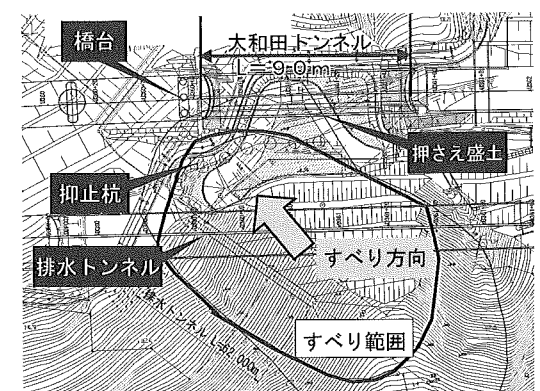 橋台
大和田トンネル
L=90m
押さえ盛土
抑止杭
排水トンネル
すべり方向
すべり範囲